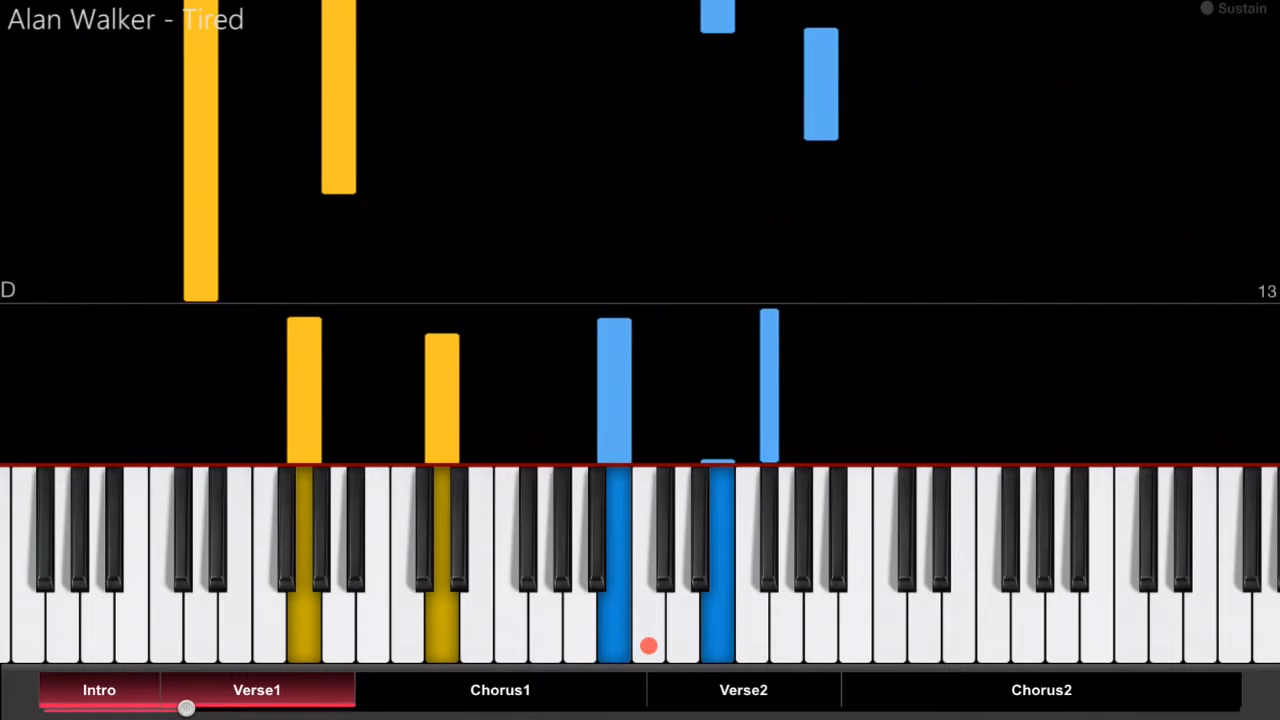 Alan Walker - Tired
Sustain
D
13
Intro
Verse1
Chorus1
Verse2
Chorus2